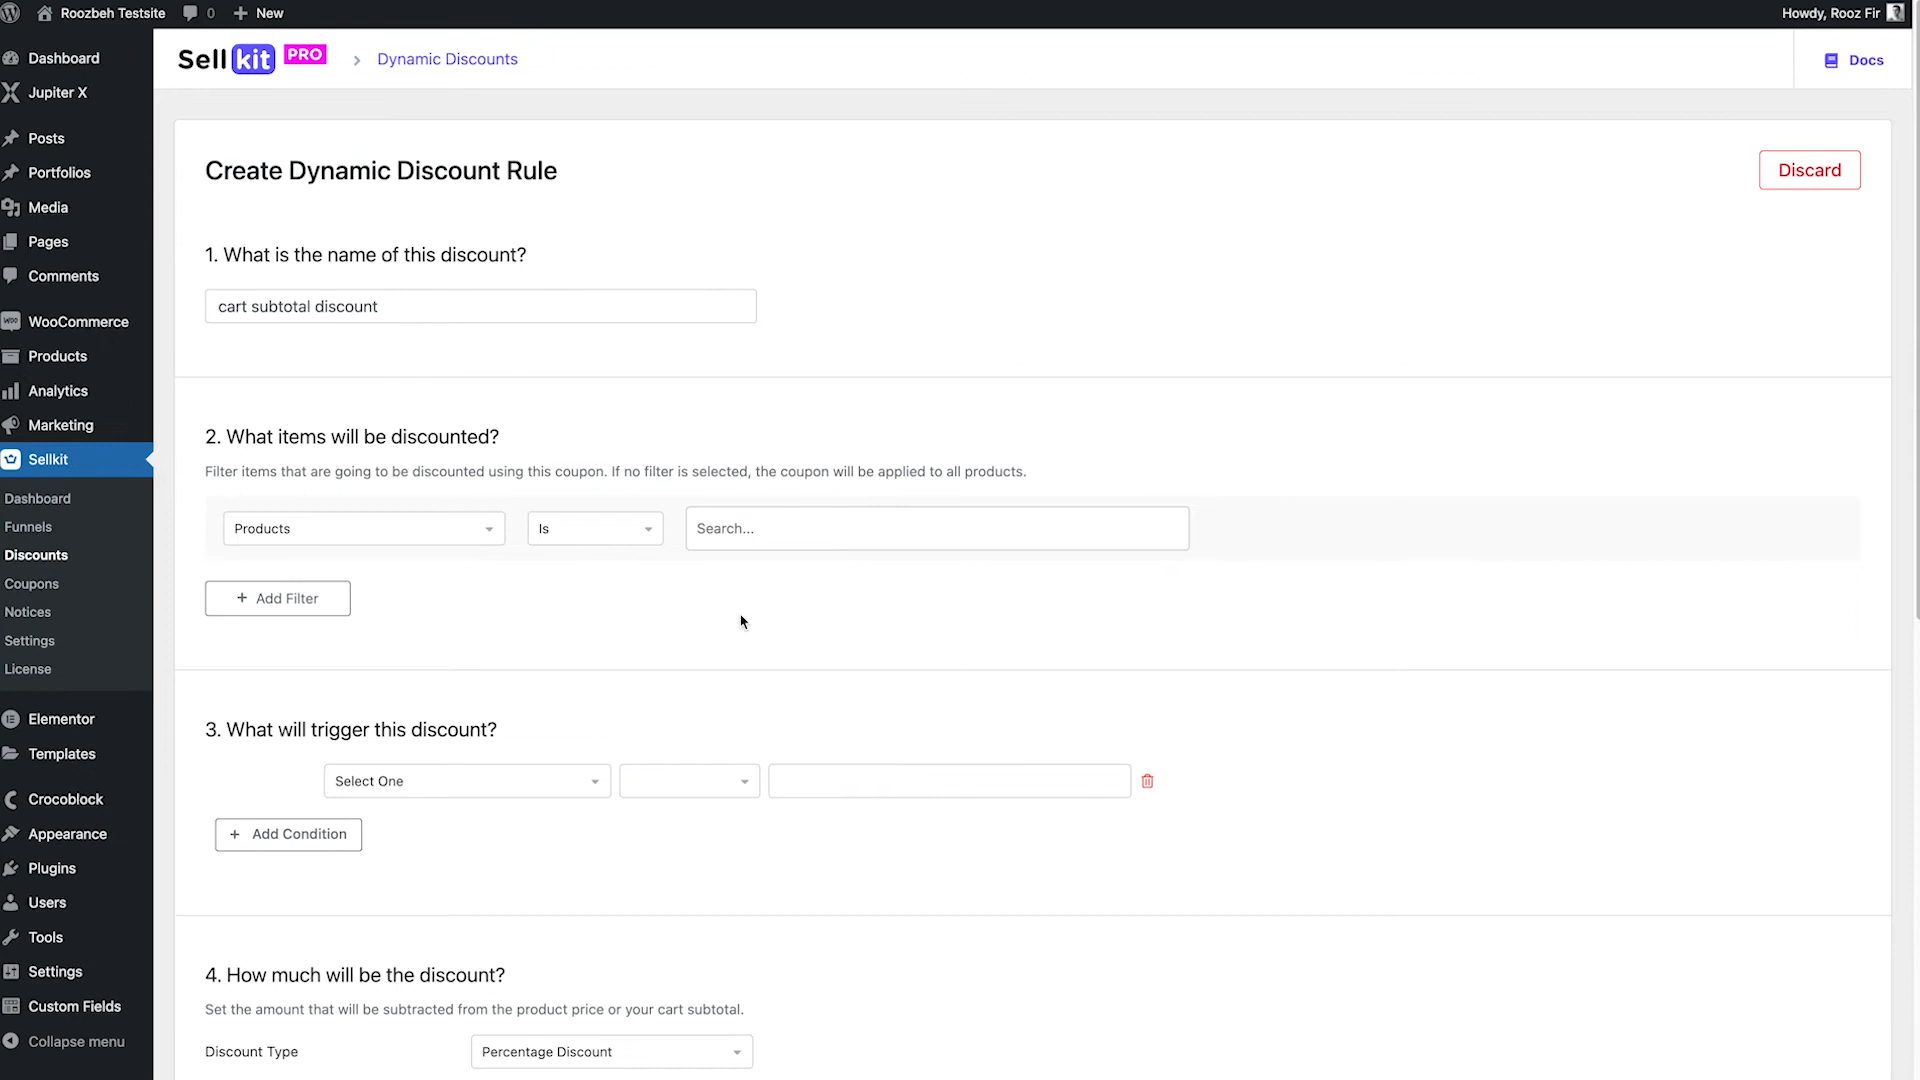 Roozbeh Testsite 0 New Howdy, Rooz Fir
Sellkit PRO Dynamic Discounts Docs
Dashboard
Jupiter X
Posts
Portfolios
Media
Pages
Comments
WooCommerce
Products
Analytics
Marketing
Sellkit
Dashboard
Funnels
Discounts
Coupons
Notices
Settings
License
Elementor
Templates
Crocoblock
Appearance
Plugins
Users
Tools
Settings
Custom Fields
Collapse menu
Create Dynamic Discount Rule
Discard
1. What is the name of this discount?
cart subtotal discount
2. What items will be discounted?
Filter items that are going to be discounted using this coupon. If no filter is selected, the coupon will be applied to all products.
Products Is Search...
+ Add Filter
3. What will trigger this discount?
Select One
+ Add Condition
4. How much will be the discount?
Set the amount that will be subtracted from the product price or your cart subtotal.
Discount Type Percentage Discount